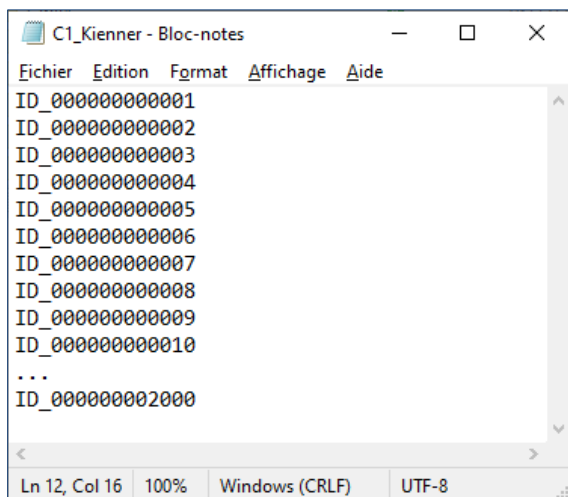 C1_Kienner - Bloc-notes
Fichier Edition Format Affichage Aide
ID_000000000001
ID_000000000002
ID_000000000003
ID_000000000004
ID_000000000005
ID_000000000006
ID_000000000007
ID_000000000008
ID_000000000009
ID_000000000010
...
ID_000000002000
Ln 12, Col 16 100% Windows (CRLF) UTF-8